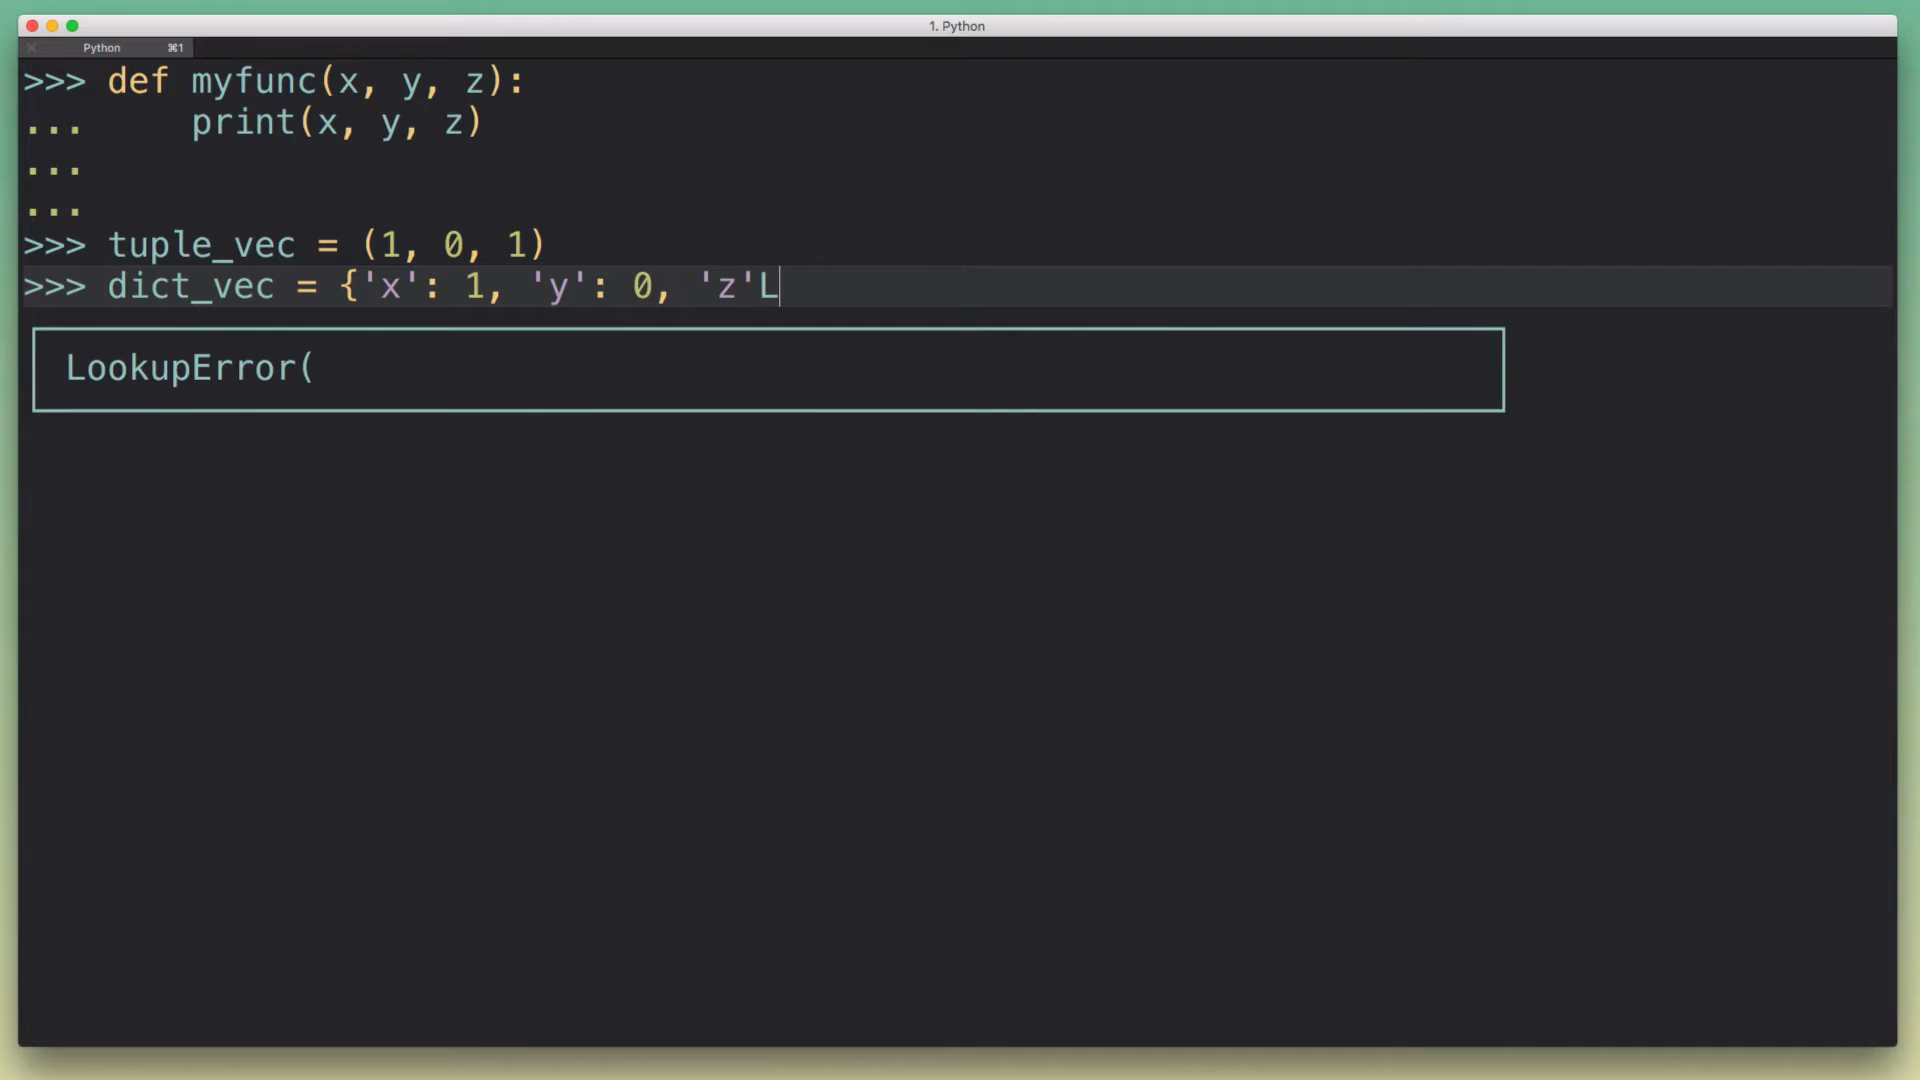 1. Python
Python ⌘1
>>> def myfunc(x, y, z):
...     print(x, y, z)
...
...
>>> tuple_vec = (1, 0, 1)
>>> dict_vec = {'x': 1, 'y': 0, 'z'L
LookupError(